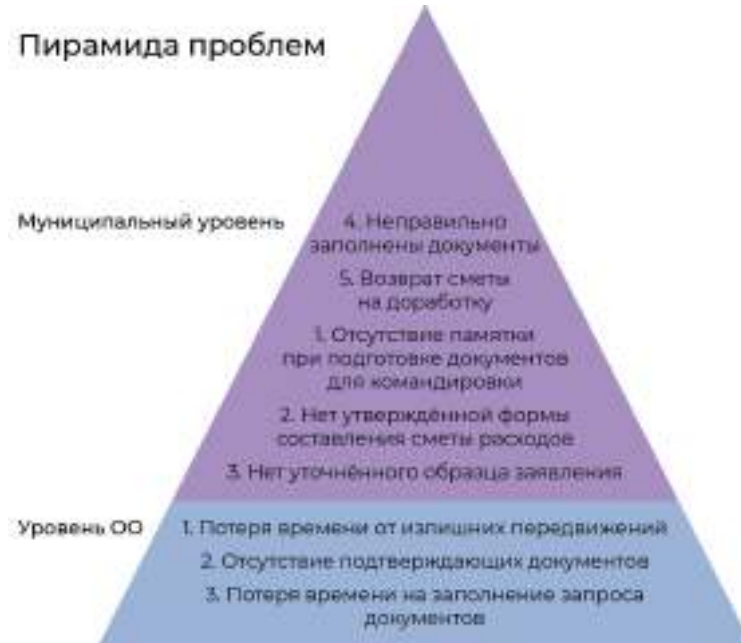 Пирамида проблем
Муниципальный уровень
4. Неправильно
заполнены документы
5. Возврат сметы
на доработку
1. Отсутствие памятки
при подготовке документов
для командировки
2. Нет утверждённой формы
составления сметы расходов
3. Нет уточнённого образца заявления
Уровень ОО
1. Потеря времени от излишних передвижений
2. Отсутствие подтверждающих документов
3. Потеря времени на заполнение запроса
документов